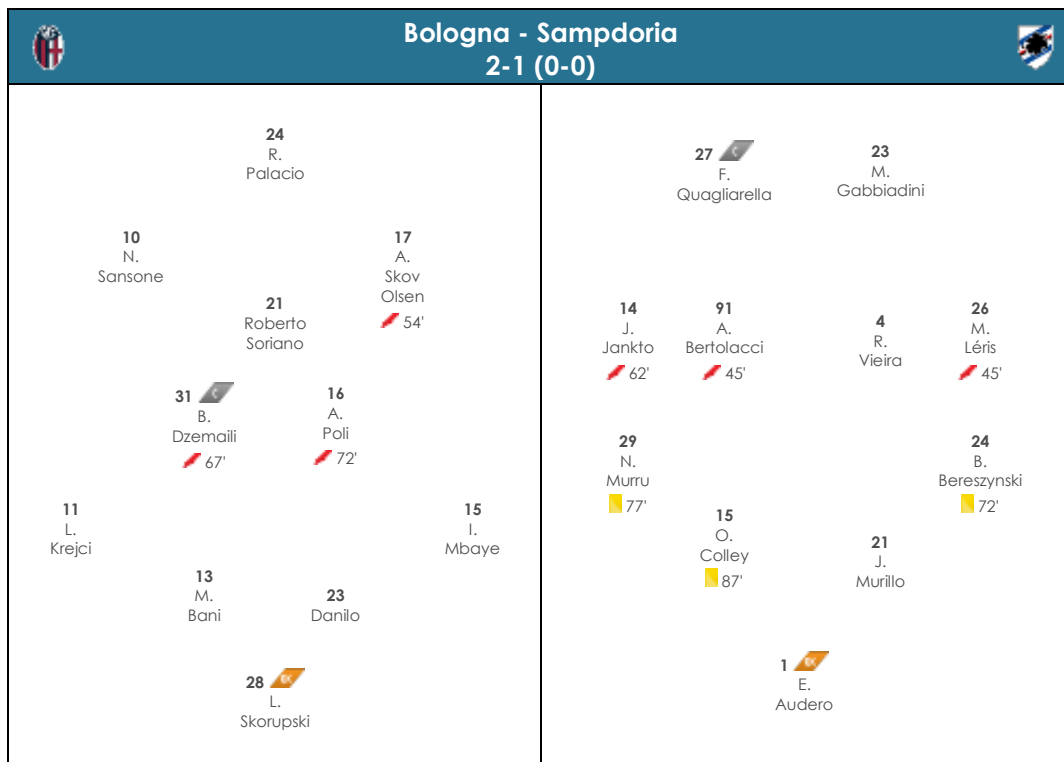 Bologna - Sampdoria
2-1 (0-0)
24
R.
Palacio
10
N.
Sansone
17
A.
Skov
Olsen
54'
21
Roberto
Soriano
31 C
B.
Dzemaili
67'
16
A.
Poli
72'
11
L.
Krejci
15
I.
Mbaye
13
M.
Bani
23
Danilo
28 GK
L.
Skorupski
27 C
F.
Quagliarella
23
M.
Gabbiadini
14
J.
Jankto
62'
91
A.
Bertolacci
45'
4
R.
Vieira
26
M.
Léris
45'
29
N.
Murru
77'
24
B.
Bereszynski
72'
15
O.
Colley
87'
21
J.
Murillo
1 GK
E.
Audero